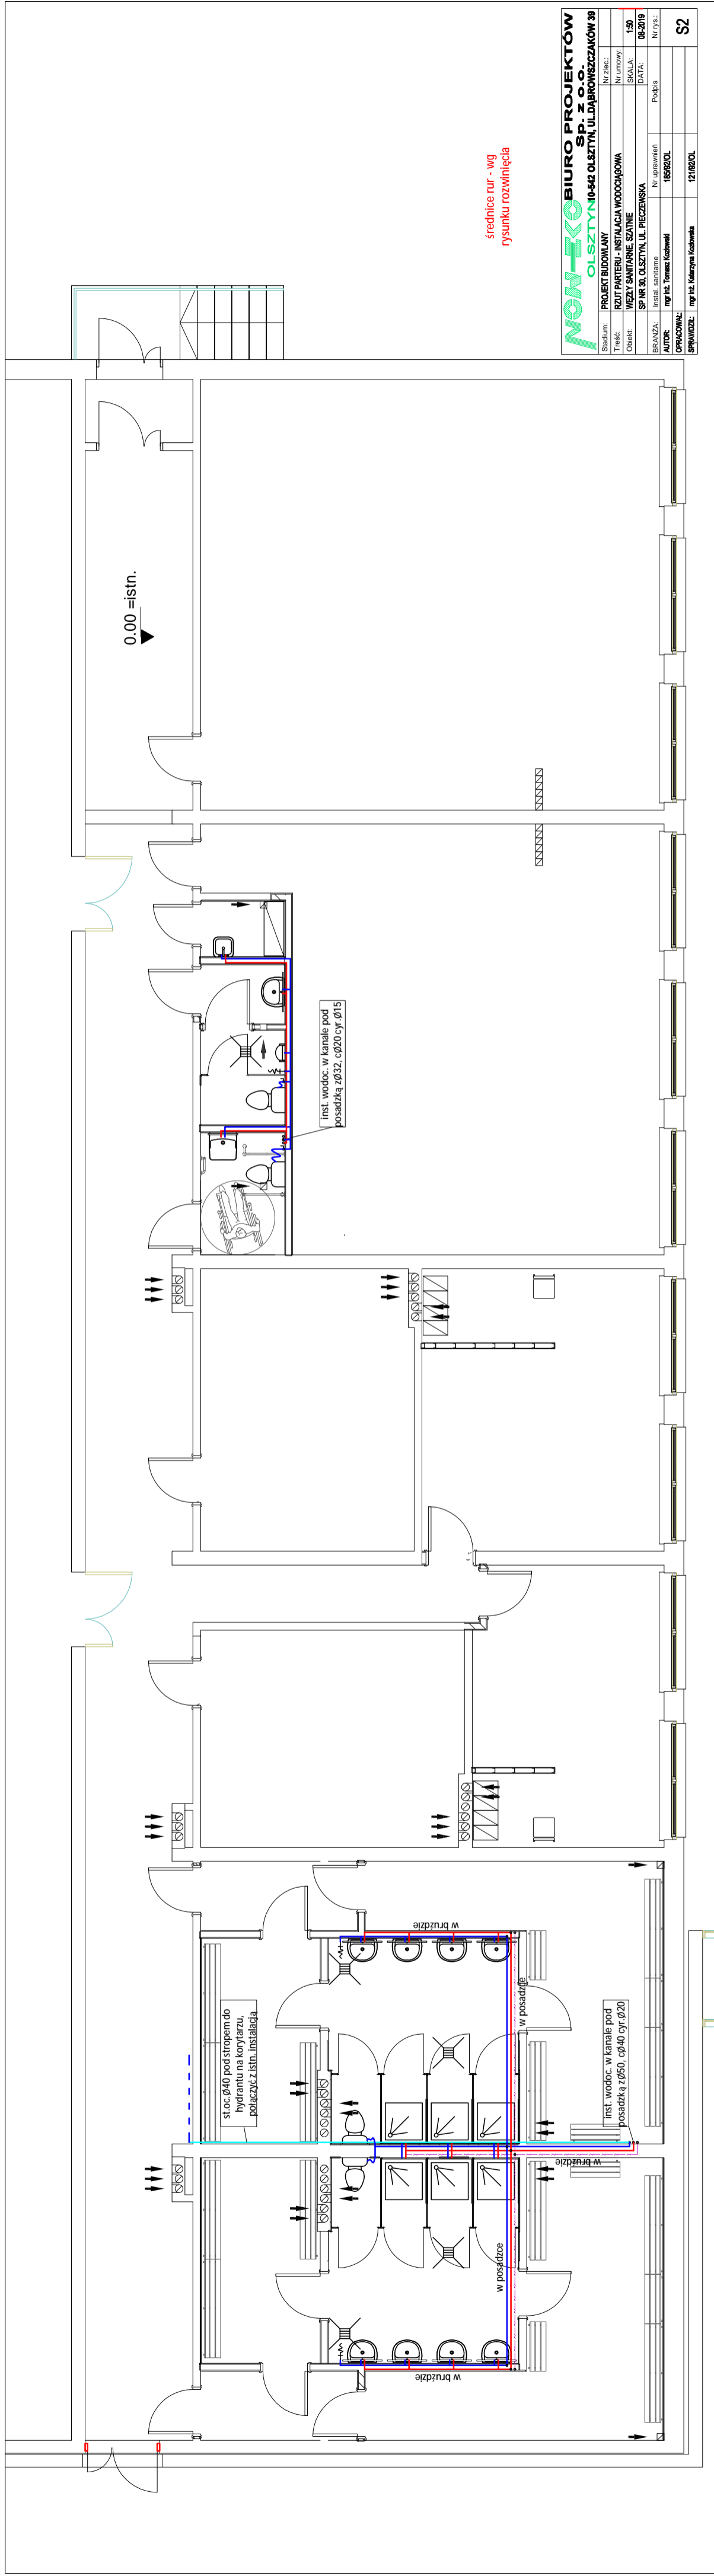 NOW-EKO BIURO PROJEKTÓW
Sp. z o.o.
OLSZTYN 10-542 OLSZTYN, UL.DĄBROWSZCZAKÓW 39
Stadium: PROJEKT BUDOWLANY Nr zlec.:
Treść: RZUT PARTERU - INSTALACJA WODOCIĄGOWA Nr umowy:
Obiekt: WĘZŁY SANITARNE, SZATNIE SKALA: 1:50
SP NR 30, OLSZTYN, UL. PIECZEWSKA DATA: 08-2019
BRANŻA: Instal. sanitarne Nr uprawnień Podpis Nr rys.:
AUTOR: mgr inż. Tomasz Kozłowski 185/92/OL S2
OPRACOWAŁ:
SPRAWDZIŁ: mgr inż. Katarzyna Kozłowska 121/92/OL
średnice rur - wg
rysunku rozwinięcia
0.00 =istn.
inst. wodoc. w kanale pod
posadzką zØ32, cØ20 cyr.Ø15
st.oc.Ø40 pod stropem do
hydrantu na korytarzu,
połączyć z istn. instalacją
w bruździe
w posadzce
inst. wodoc. w kanale pod
posadzką zØ50, cØ40 cyr.Ø20
w bruździe
w posadzce
w bruździe